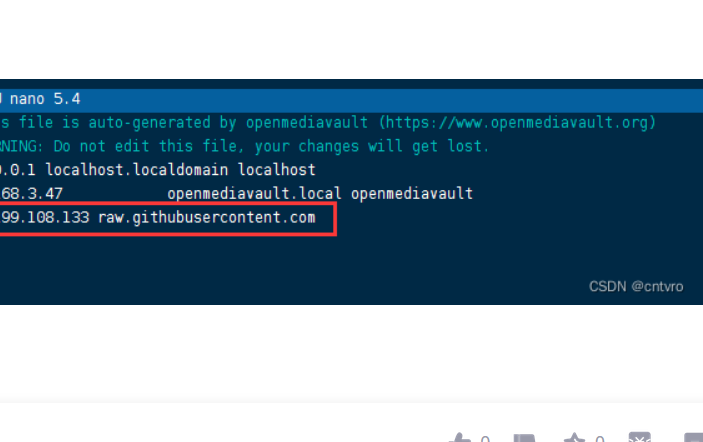 nano 5.4
s file is auto-generated by openmediavault (https://www.openmediavault.org)
NING: Do not edit this file, your changes will get lost.
.0.1 localhost.localdomain localhost
68.3.47 openmediavault.local openmediavault
99.108.133 raw.githubusercontent.com
CSDN @cntvro
0 0